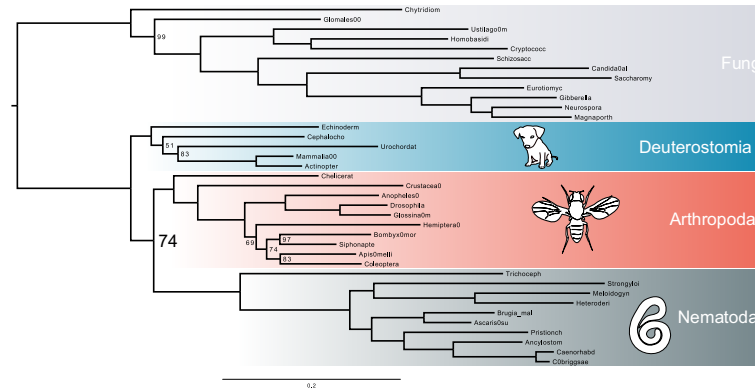 Chytridiom
Glomales00
99
Ustilago0m
Homobasidi
Cryptococc
Schizosacc
Candida0al
Fung
Saccharomy
Eurotiomyc
Gibberella
Neurospora
Magnaporth
Echinoderm
Cephalocho
51
Urochordat
Deuterostomia
83
Mammalia00
Actinopter
Chelicerat
Crustacea0
Anopheles0
Drosophila
Glossina0m
Arthropoda
Hemiptera0
74
69
97
Bombyx0mor
Siphonapte
74
Apis0melli
83
Coleoptera
Trichoceph
Strongyloi
Meloidogyn
Heteroderi
Brugia_mal
Nematoda
Ascaris0su
Pristionch
Ancylostom
Caenorhabd
C0briggsae
0.2